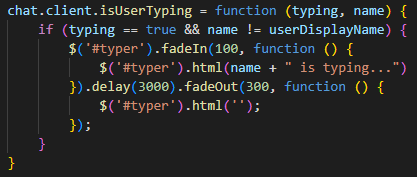 chat.client.isUserTyping = function (typing, name) {
    if (typing == true && name != userDisplayName) {
        $('#typer').fadeIn(100, function () {
            $('#typer').html(name + " is typing...")
        }).delay(3000).fadeOut(300, function () {
            $('#typer').html('');
        });
    }
}